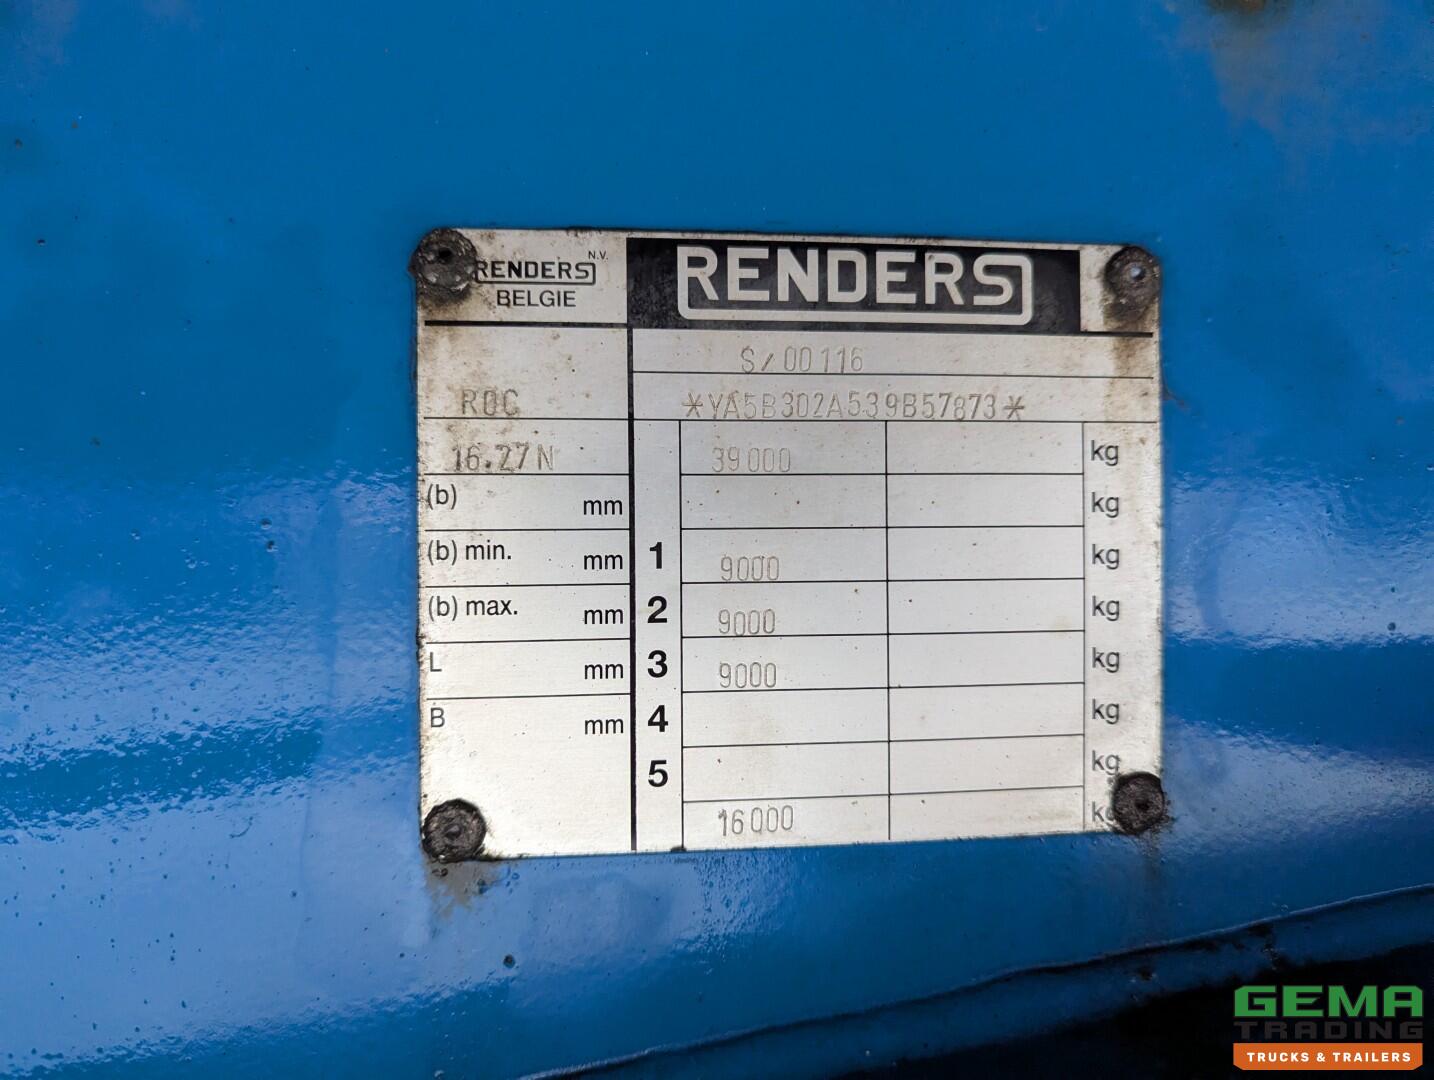 RENDERS N.V.
BELGIE
RENDERS
S/00116
ROC
*YA5B302A539B57873*
16.27N
39000 kg
(b) mm
kg
(b) min. mm
1 9000 kg
(b) max. mm
2 9000 kg
L mm
3 9000 kg
B mm
4 kg
5 kg
16000 kg
GEMA
TRADING
TRUCKS & TRAILERS